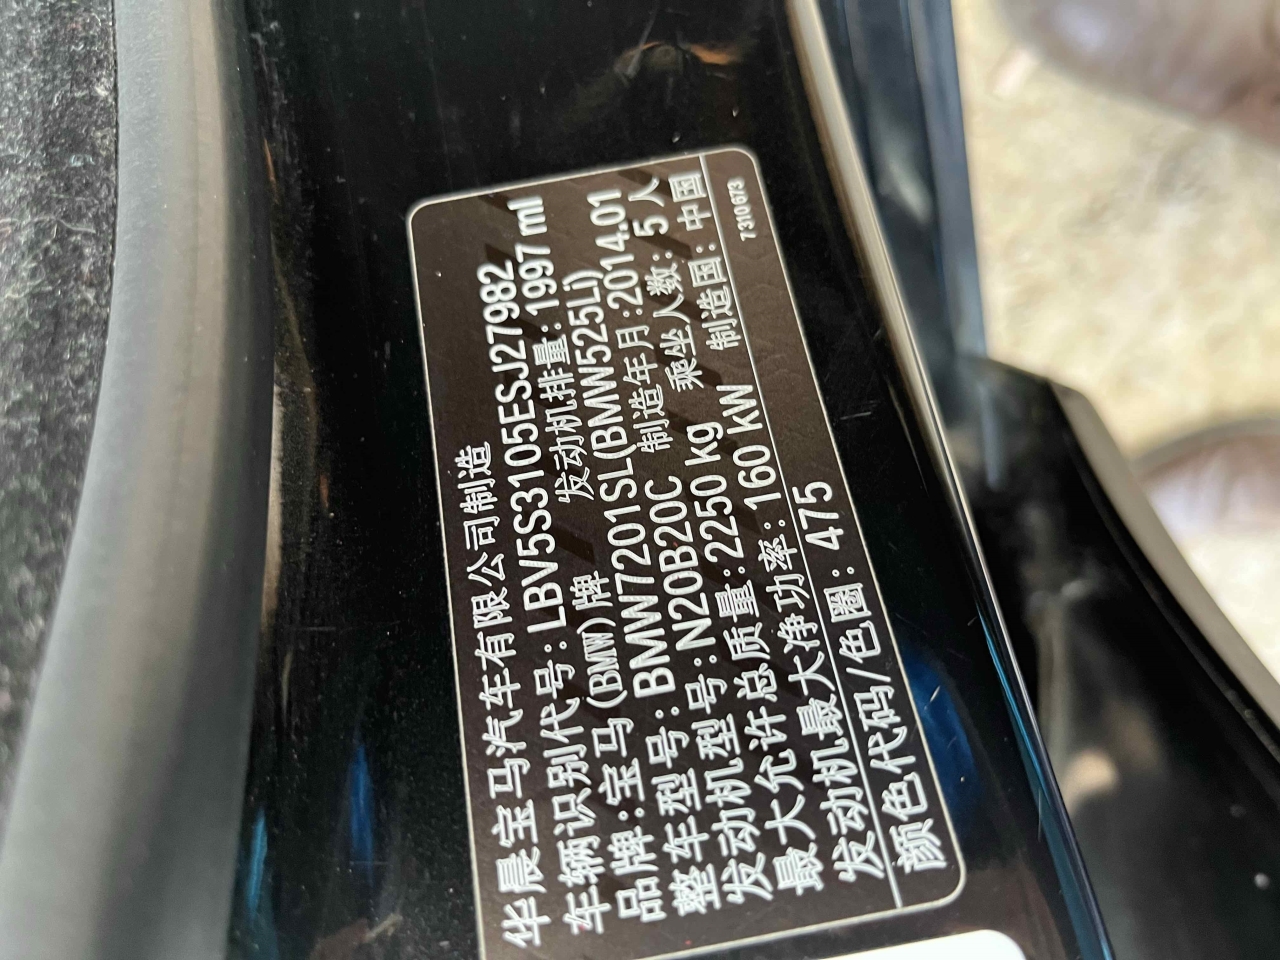 华晨宝马汽车有限公司制造
车辆识别代号:LBV5S3105ESJ27982
品牌:宝马(BMW)牌 发动机排量:1997 ml
整车型号:BMW7201SL(BMW525Li)
发动机型号:N20B20C 制造年月:2014.01
最大允许总质量:2250 kg 乘坐人数:5 人
发动机最大净功率:160 kW 制造国:中国
颜色代码/色圈:475
7310673